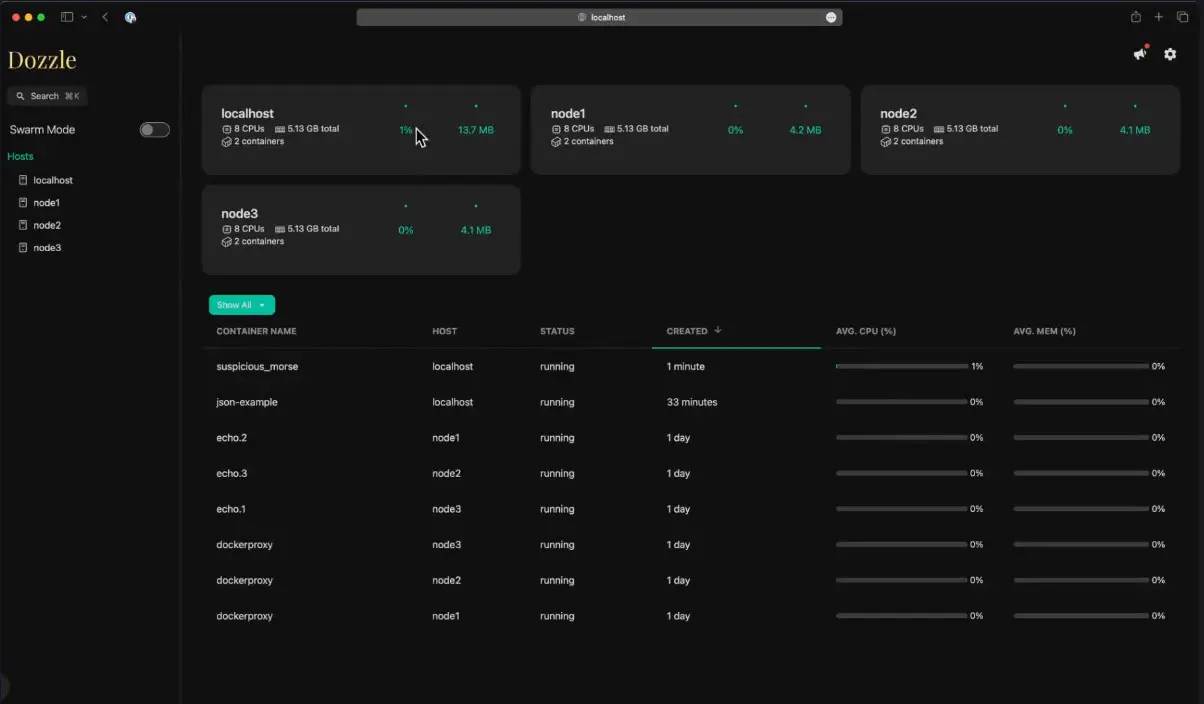 localhost
Dozzle
Search ⌘K
Swarm Mode
Hosts
localhost
node1
node2
node3
localhost
8 CPUs 5.13 GB total
2 containers
1% 13.7 MB
node1
8 CPUs 5.13 GB total
2 containers
0% 4.2 MB
node2
8 CPUs 5.13 GB total
2 containers
0% 4.1 MB
node3
8 CPUs 5.13 GB total
2 containers
0% 4.1 MB
Show All
CONTAINER NAME HOST STATUS CREATED ↓ AVG. CPU (%) AVG. MEM (%)
suspicious_morse localhost running 1 minute 1% 0%
json-example localhost running 33 minutes 0% 0%
echo.2 node1 running 1 day 0% 0%
echo.3 node2 running 1 day 0% 0%
echo.1 node3 running 1 day 0% 0%
dockerproxy node3 running 1 day 0% 0%
dockerproxy node2 running 1 day 0% 0%
dockerproxy node1 running 1 day 0% 0%